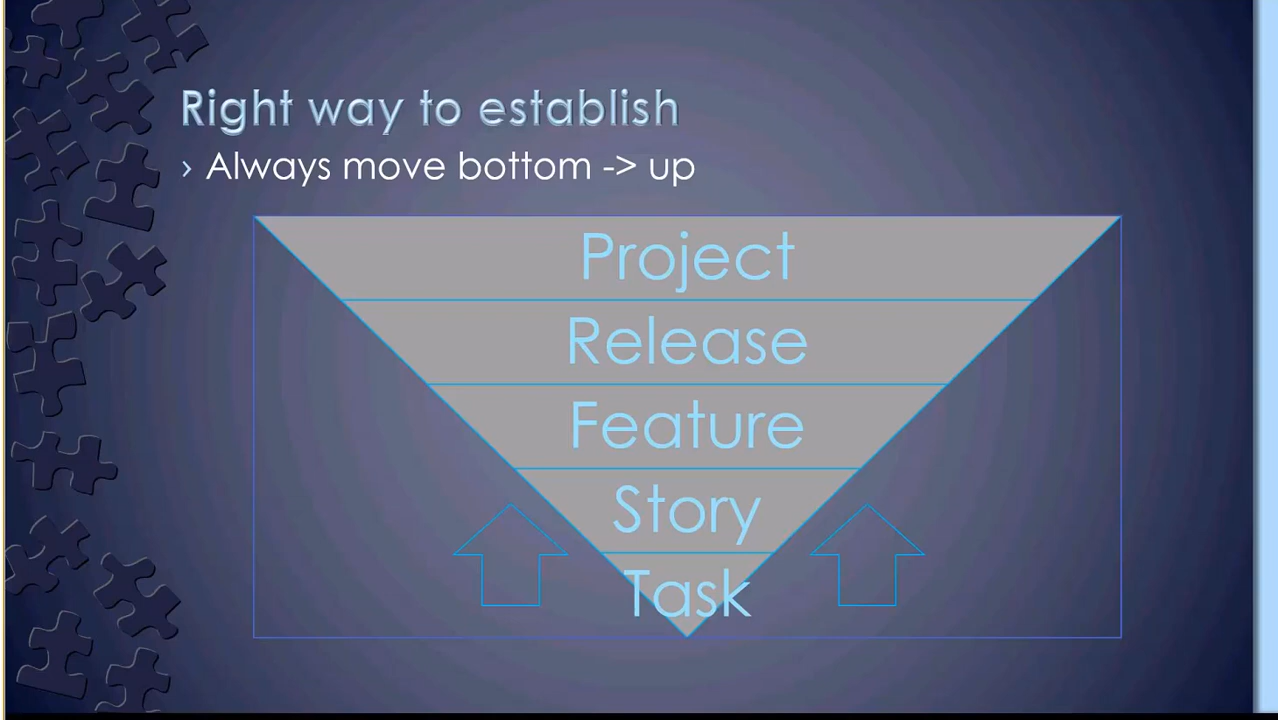 Right way to establish
› Always move bottom -> up
Project
Release
Feature
Story
Task